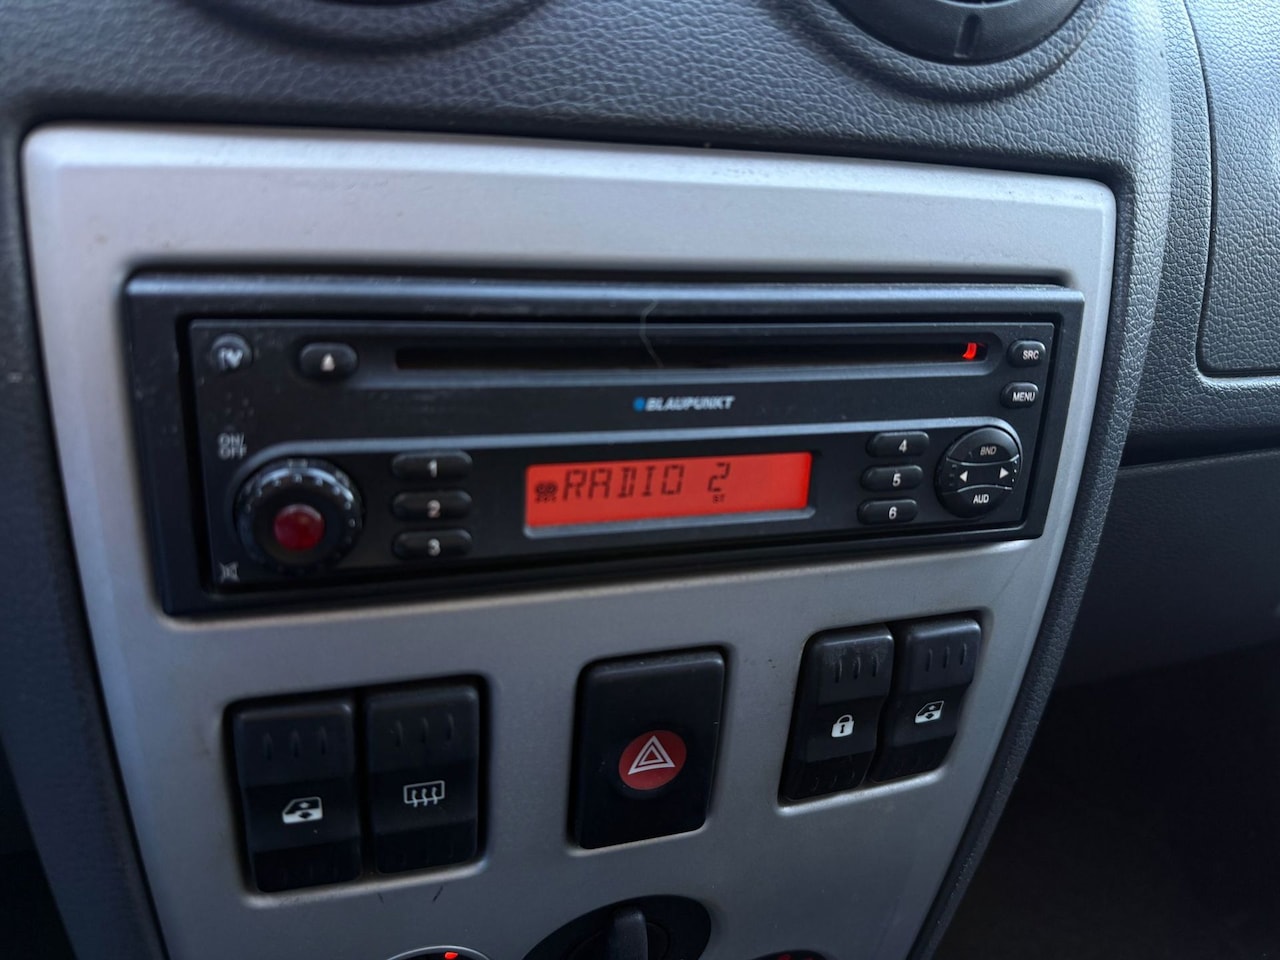 SRC
MENU
BLAUPUNKT
ON/
OFF
1
2
3
RADIO 2
ST
4
5
6
BND
AUD